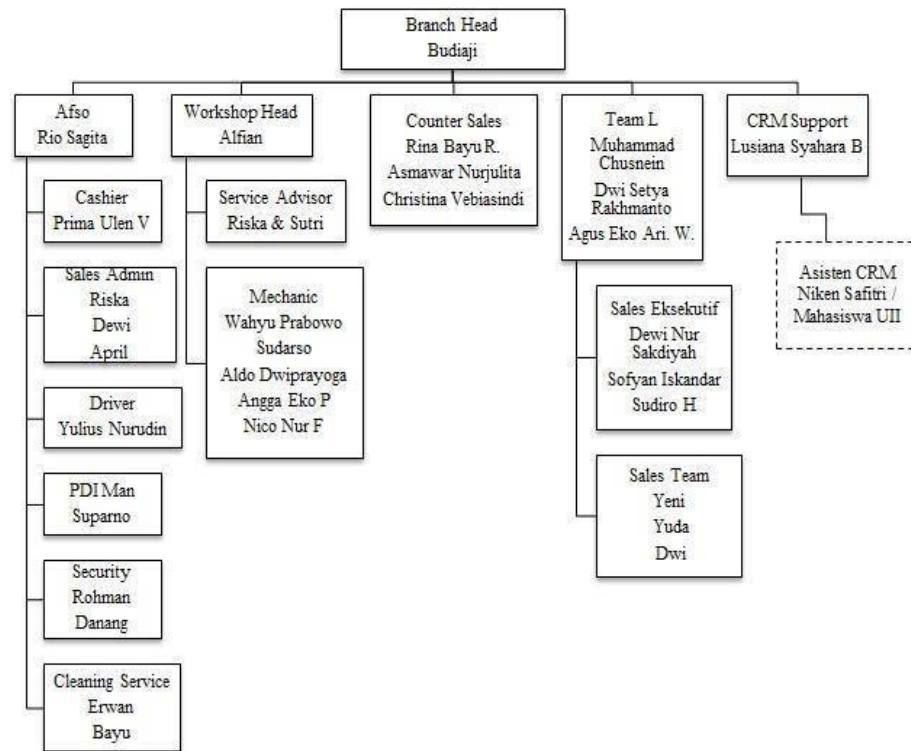 Branch Head
Budiaji
Afso
Rio Sagita
Cashier
Prima Ulen V
Sales Admin
Riska
Dewi
April
Driver
Yulius Nurudin
PDI Man
Suparno
Security
Rohman
Danang
Cleaning Service
Erwan
Bayu
Workshop Head
Alfian
Service Advisor
Riska & Sutri
Mechanic
Wahyu Prabowo
Sudarso
Aldo Dwiprayoga
Angga Eko P
Nico Nur F
Counter Sales
Rina Bayu R.
Asmawar Nurjulita
Christina Vebiasindi
Team L
Muhammad
Chusnein
Dwi Setya
Rakhmanto
Agus Eko Ari. W.
Sales Eksekutif
Dewi Nur
Sakdiyah
Sofyan Iskandar
Sudiro H
Sales Team
Yeni
Yuda
Dwi
CRM Support
Lusiana Syahara B
Asisten CRM
Niken Safitri /
Mahasiswa UII